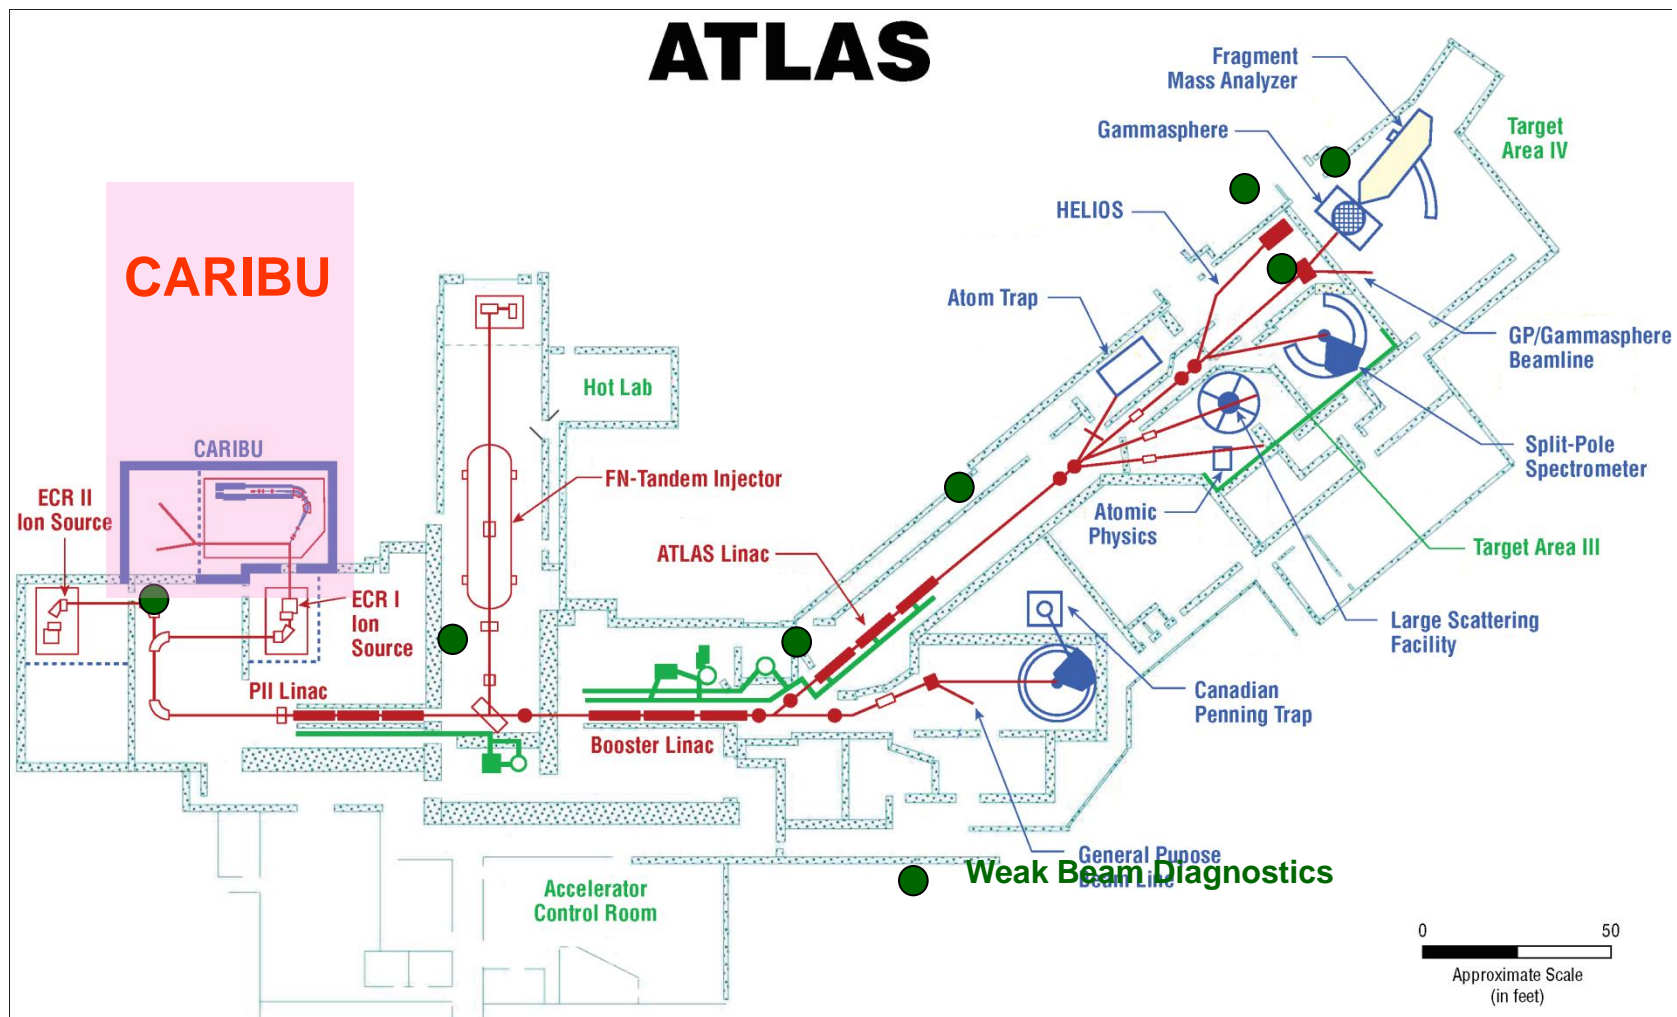 ATLAS
Fragment
Mass Analyzer
Gammasphere
Target
Area IV
HELIOS
CARIBU
Atom Trap
GP/Gammasphere
Beamline
Hot Lab
CARIBU
Split-Pole
Spectrometer
ECR II
Ion Source
FN-Tandem Injector
Atomic
Physics
ATLAS Linac
Target Area III
ECR I
Ion
Source
Large Scattering
Facility
PII Linac
Canadian
Penning Trap
Booster Linac
General Pupose
Beam Line
Weak Beam Diagnostics
Accelerator
Control Room
0 50
Approximate Scale
(in feet)